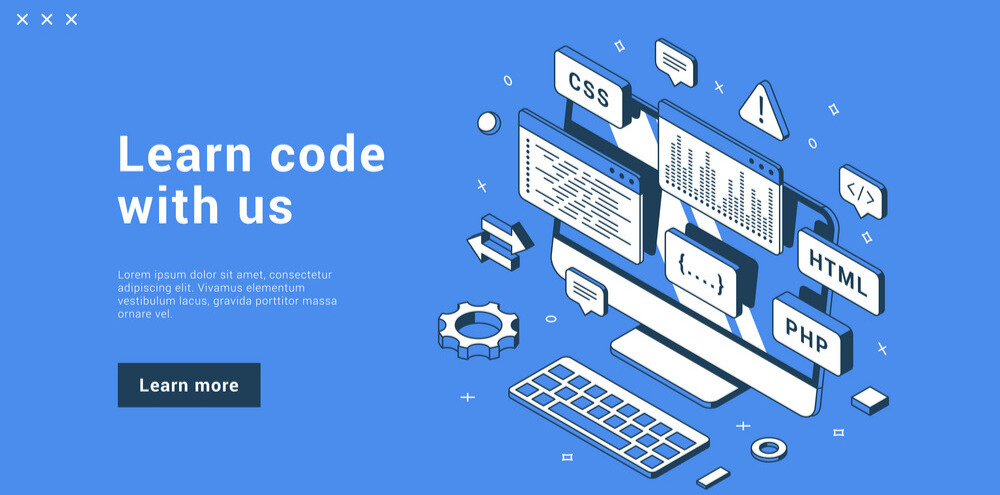 Learn code
with us
Lorem ipsum dolor sit amet, consectetur
adipiscing elit. Vivamus elementum
vestibulum lacus, gravida porttitor massa
ornare vel.
Learn more
CSS
!
</>
{....}
HTML
PHP